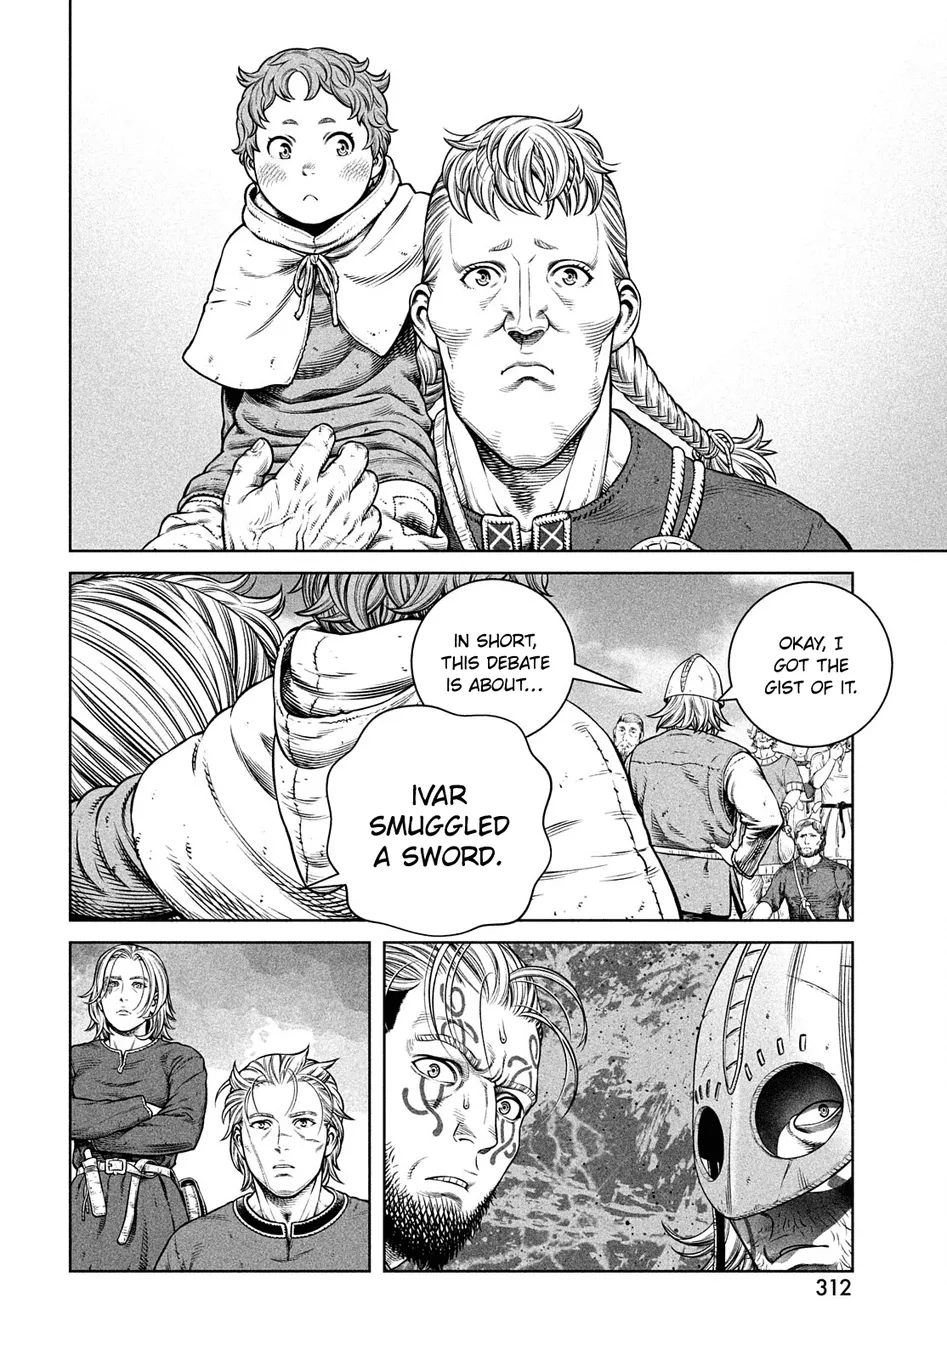 OKAY, I
GOT THE
GIST OF IT.
IN SHORT,
THIS DEBATE
IS ABOUT...
IVAR
SMUGGLED
A SWORD.
312